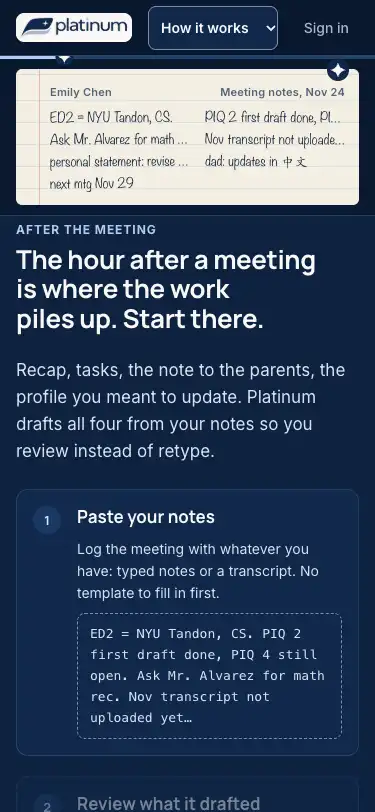 platinum
How it works
Sign in
Emily Chen
Meeting notes, Nov 24
ED2 = NYU Tandon, CS.
PIQ 2 first draft done, PI...
Ask Mr. Alvarez for math ...
Nov transcript not uploade...
personal statement: revise ...
dad: updates in 中文
next mtg Nov 29
AFTER THE MEETING
The hour after a meeting
is where the work
piles up. Start there.
Recap, tasks, the note to the parents, the
profile you meant to update. Platinum
drafts all four from your notes so you
review instead of retype.
1
Paste your notes
Log the meeting with whatever you
have: typed notes or a transcript. No
template to fill in first.
ED2 = NYU Tandon, CS. PIQ 2
first draft done, PIQ 4 still
open. Ask Mr. Alvarez for math
rec. Nov transcript not
uploaded yet…
2
Review what it drafted